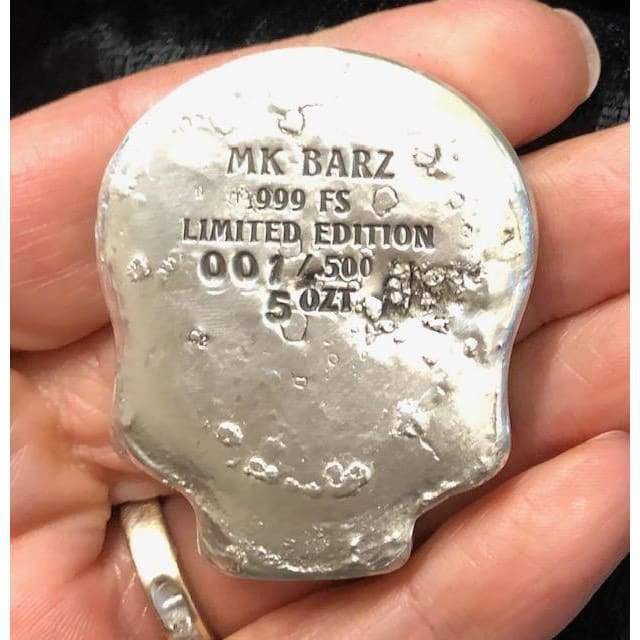 MK BARZ
.999 FS
LIMITED EDITION
001/500
5 OZT